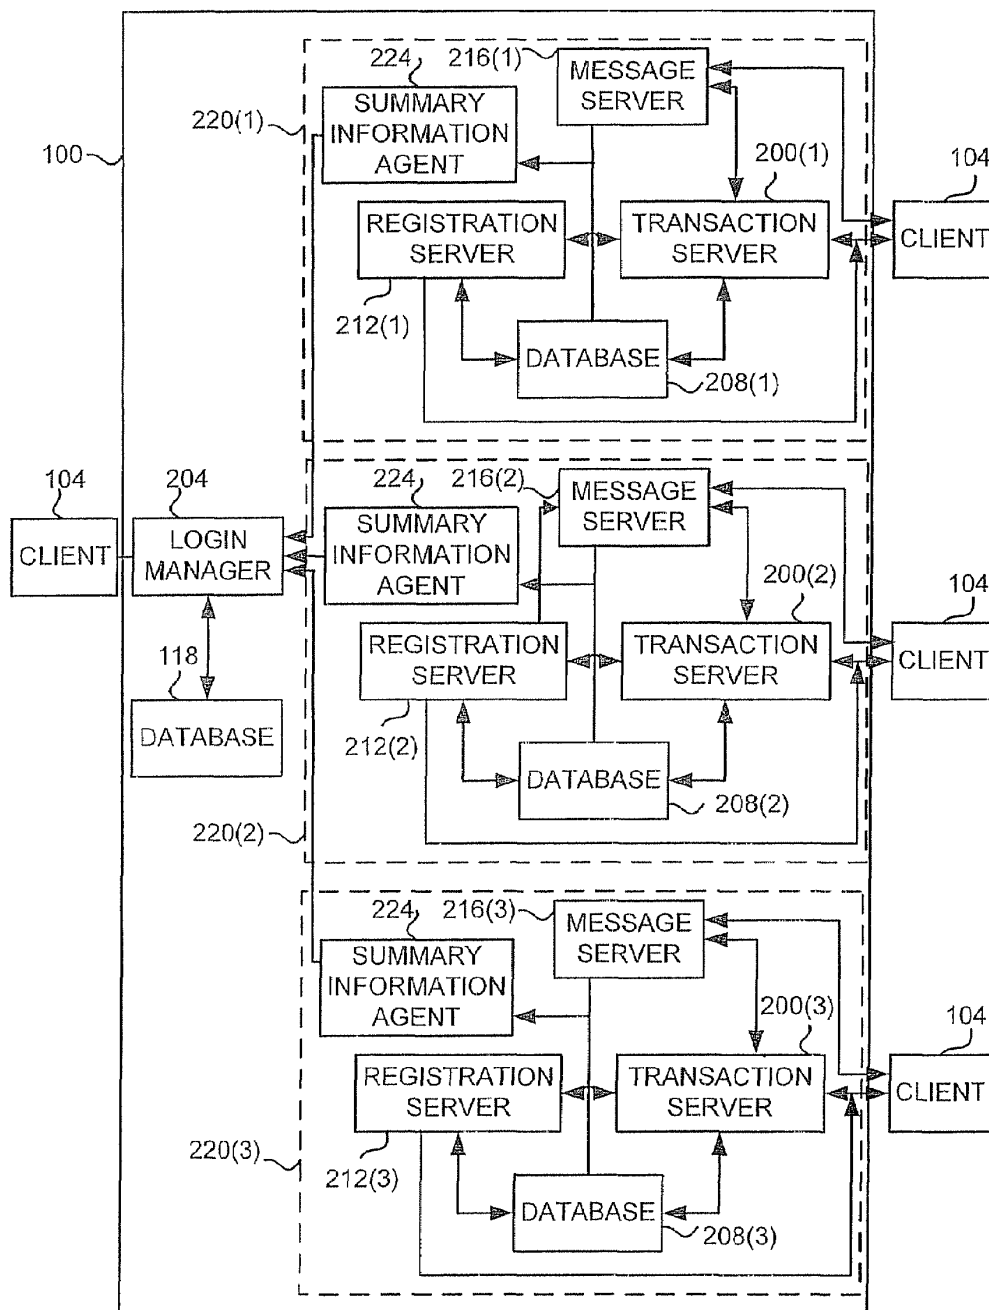 224
216(1)
MESSAGE
SERVER
SUMMARY
INFORMATION
AGENT
220(1)
100
200(1)
104
REGISTRATION
SERVER
TRANSACTION
SERVER
CLIENT
212(1)
DATABASE
208(1)
224
216(2)
MESSAGE
SERVER
104
204
SUMMARY
INFORMATION
AGENT
CLIENT
LOGIN
MANAGER
200(2)
104
REGISTRATION
SERVER
TRANSACTION
SERVER
CLIENT
118
DATABASE
212(2)
DATABASE
208(2)
220(2)
224
216(3)
MESSAGE
SERVER
SUMMARY
INFORMATION
AGENT
200(3)
104
REGISTRATION
SERVER
TRANSACTION
SERVER
CLIENT
220(3)
212(3)
DATABASE
208(3)